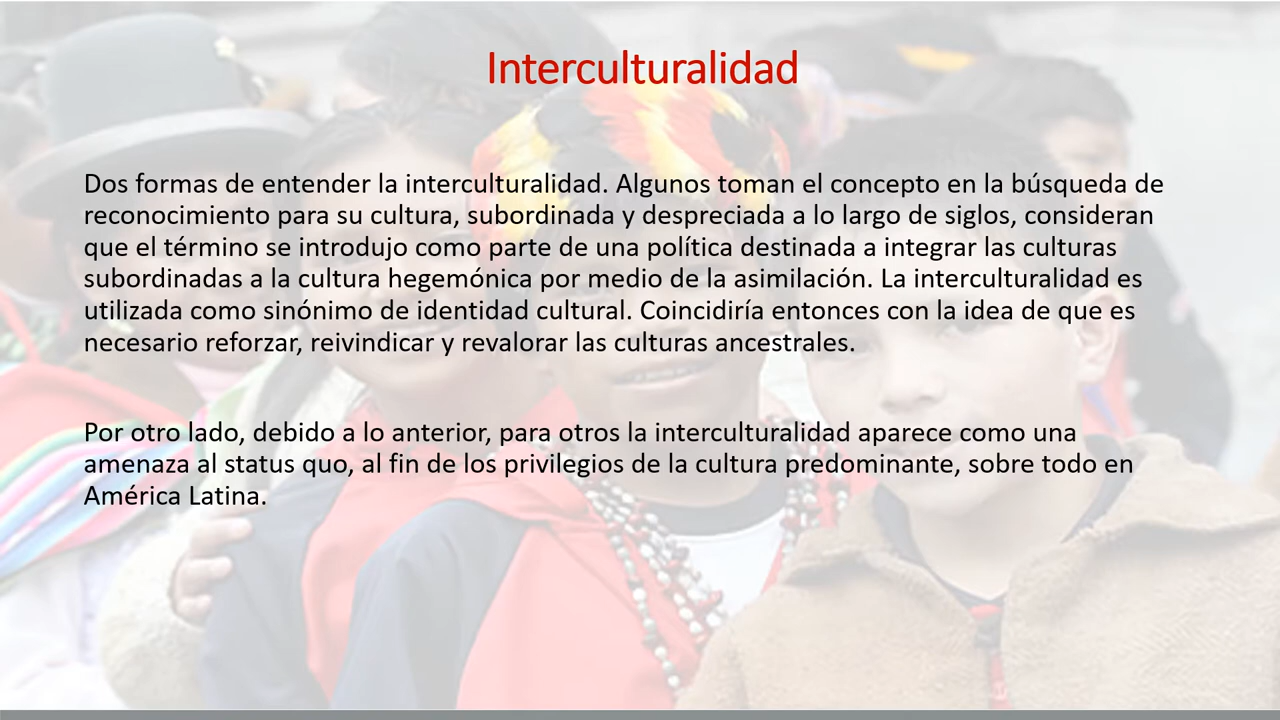 Interculturalidad
Dos formas de entender la interculturalidad. Algunos toman el concepto en la búsqueda de
reconocimiento para su cultura, subordinada y despreciada a lo largo de siglos, consideran
que el término se introdujo como parte de una política destinada a integrar las culturas
subordinadas a la cultura hegemónica por medio de la asimilación. La interculturalidad es
utilizada como sinónimo de identidad cultural. Coincidiría entonces con la idea de que es
necesario reforzar, reivindicar y revalorar las culturas ancestrales.
Por otro lado, debido a lo anterior, para otros la interculturalidad aparece como una
amenaza al status quo, al fin de los privilegios de la cultura predominante, sobre todo en
América Latina.